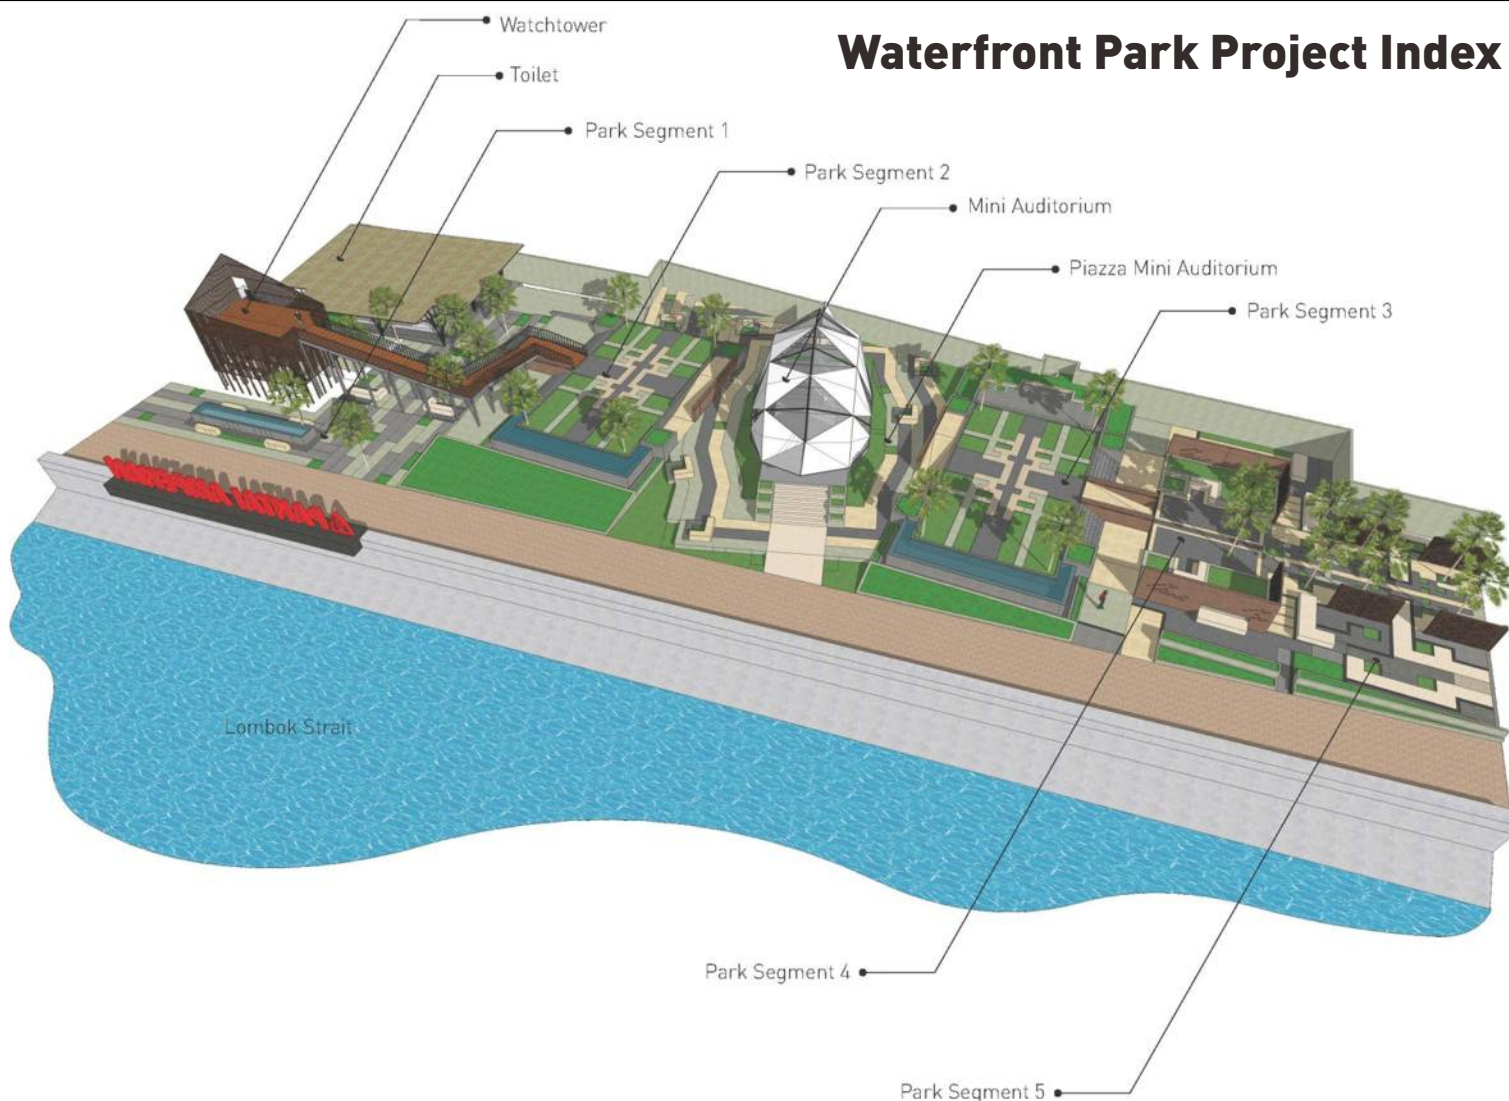 Waterfront Park Project Index
Watchtower
Toilet
Park Segment 1
Park Segment 2
Mini Auditorium
Piazza Mini Auditorium
Park Segment 3
PANTAI
Lombok Strait
Park Segment 4
Park Segment 5